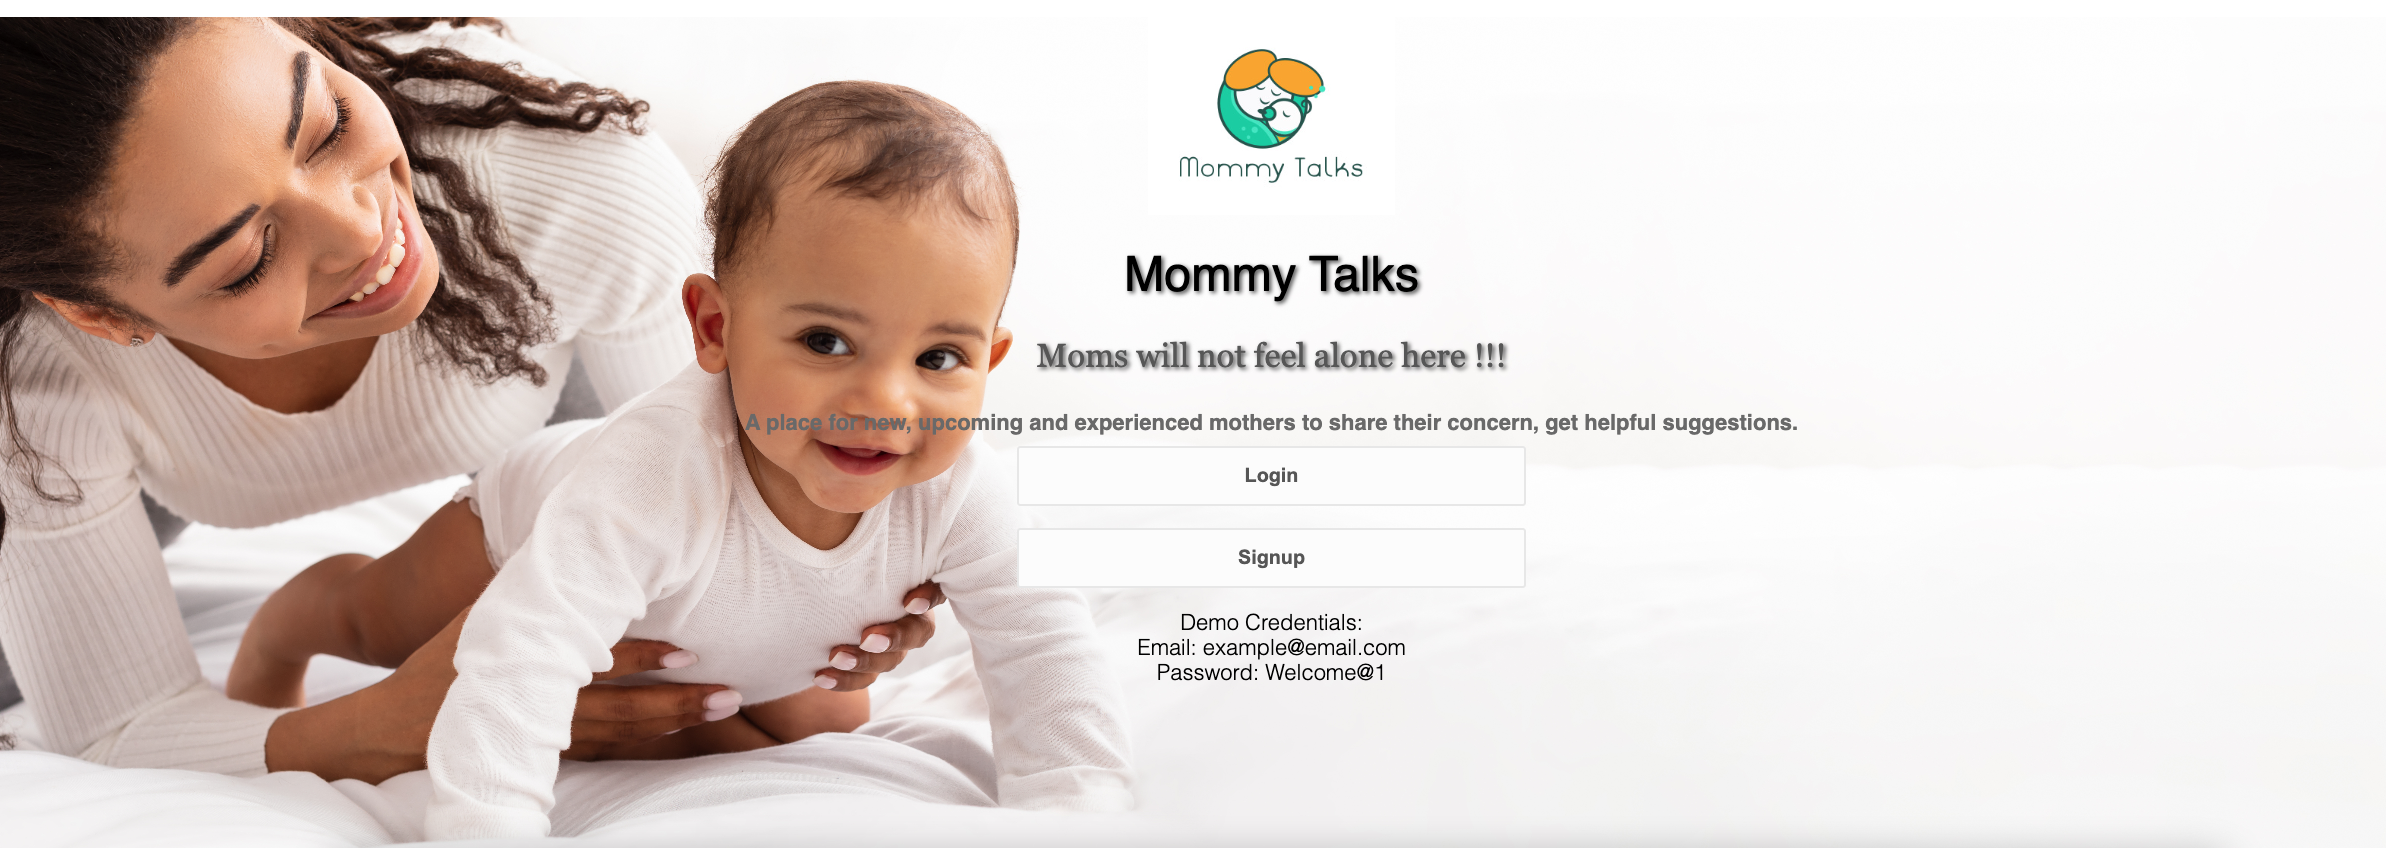 Mommy Talks
Mommy Talks
Moms will not feel alone here !!!
A place for new, upcoming and experienced mothers to share their concern, get helpful suggestions.
Login
Signup
Demo Credentials:
Email: example@email.com
Password: Welcome@1